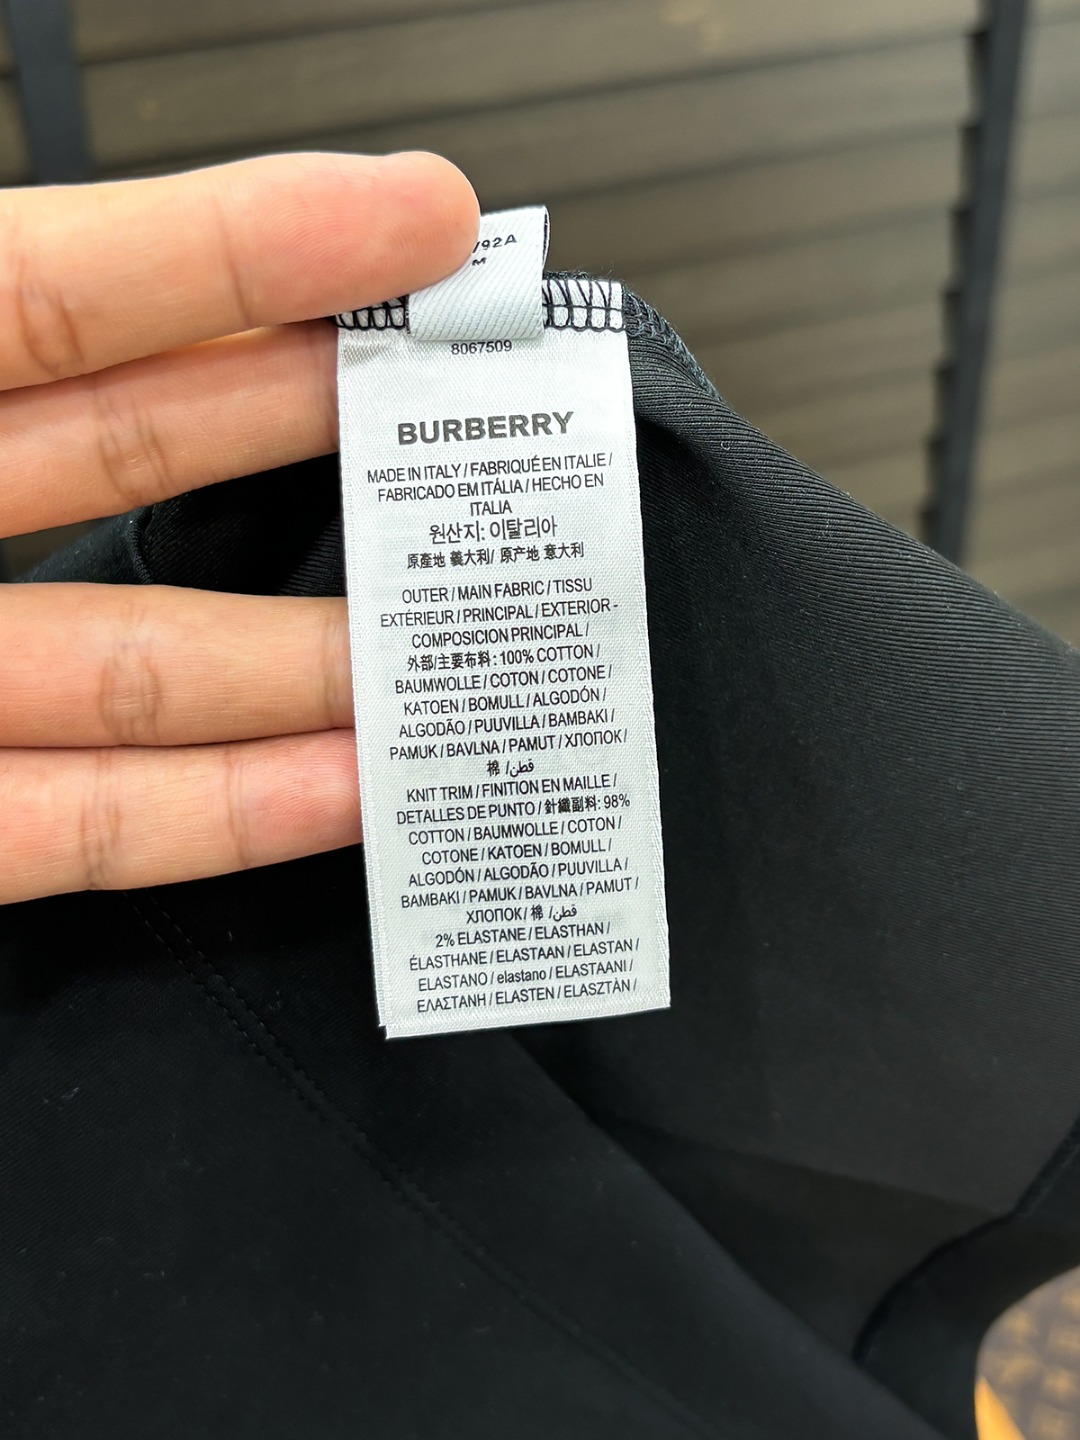 /92A
M
8067509
BURBERRY
MADE IN ITALY / FABRIQUÉ EN ITALIE /
FABRICADO EM ITÁLIA / HECHO EN
ITALIA
원산지: 이탈리아
原產地 義大利/ 原产地 意大利
OUTER / MAIN FABRIC / TISSU
EXTÉRIEUR / PRINCIPAL / EXTERIOR -
COMPOSICION PRINCIPAL /
外部/主要布料: 100% COTTON /
BAUMWOLLE / COTON / COTONE /
KATOEN / BOMULL / ALGODÓN /
ALGODÃO / PUUVILLA / BAMBAKI /
PAMUK / BAVLNA / PAMUT / ХЛОПОК /
棉 /قطن/
KNIT TRIM / FINITION EN MAILLE /
DETALLES DE PUNTO / 針織副料: 98%
COTTON / BAUMWOLLE / COTON /
COTONE / KATOEN / BOMULL /
ALGODÓN / ALGODÃO / PUUVILLA /
BAMBAKI / PAMUK / BAVLNA / PAMUT /
ХЛОПОК / 棉 /قطن/
2% ELASTANE / ELASTHAN /
ÉLASTHANE / ELASTAAN / ELASTAN /
ELASTANO / elastano / ELASTAANI /
ΕΛΑΣΤΑΝΗ / ELASTEN / ELASZTÀN /